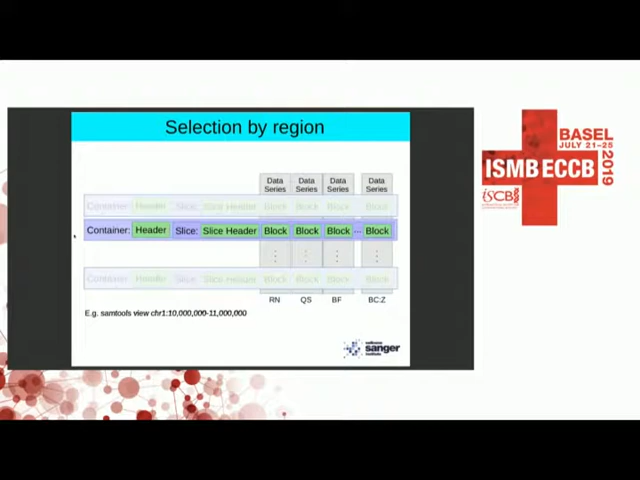 Selection by region
Data Series
Data Series
Data Series
Data Series
Container: Header Slice: Slice Header Block Block Block Block
Container: Header Slice: Slice Header Block Block Block ... Block
Container: Header Slice: Slice Header Block Block Block Block
RN QS BF BC:Z
E.g. samtools view chr1:10,000,000-11,000,000
wellcome
sanger
institute
BASEL
JULY 21-25
2019
ISMB ECCB
ISCB